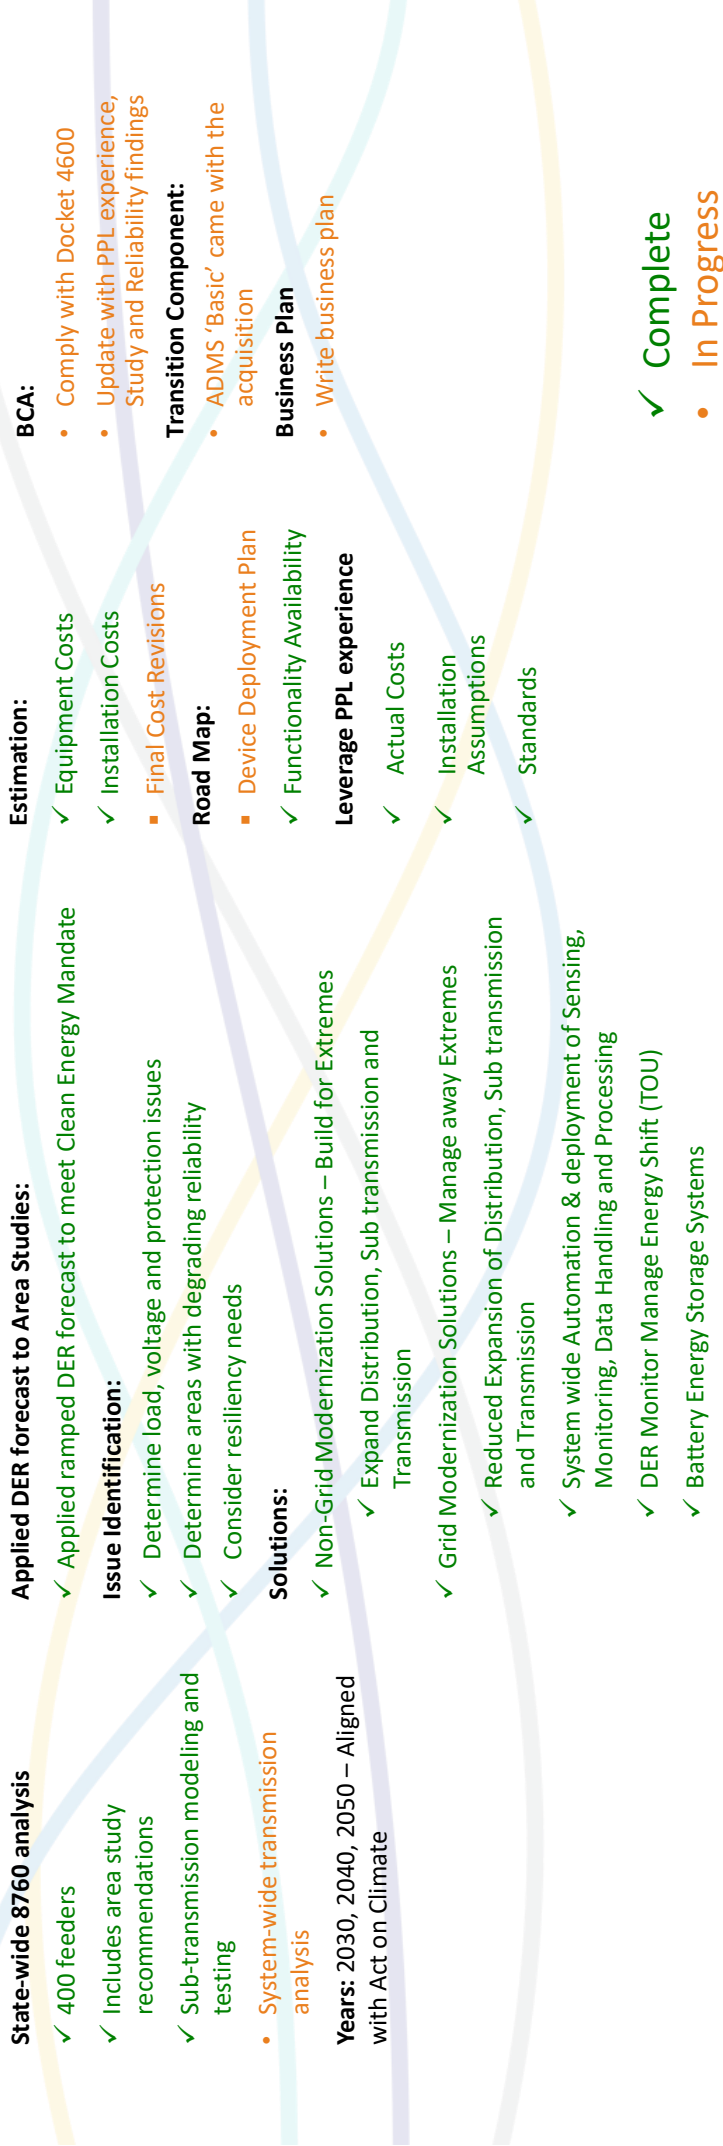 State-wide 8760 analysis
✓ 400 feeders
✓ Includes area study
recommendations
✓ Sub-transmission modeling and
testing
• System-wide transmission
analysis
Years: 2030, 2040, 2050 – Aligned
with Act on Climate
Applied DER forecast to Area Studies:
✓ Applied ramped DER forecast to meet Clean Energy Mandate
Issue Identification:
✓ Determine load, voltage and protection issues
✓ Determine areas with degrading reliability
✓ Consider resiliency needs
Solutions:
✓ Non-Grid Modernization Solutions – Build for Extremes
✓ Expand Distribution, Sub transmission and
Transmission
✓ Grid Modernization Solutions – Manage away Extremes
✓ Reduced Expansion of Distribution, Sub transmission
and Transmission
✓ System wide Automation & deployment of Sensing,
Monitoring, Data Handling and Processing
✓ DER Monitor Manage Energy Shift (TOU)
✓ Battery Energy Storage Systems
Estimation:
✓ Equipment Costs
✓ Installation Costs
▪ Final Cost Revisions
Road Map:
▪ Device Deployment Plan
✓ Functionality Availability
Leverage PPL experience
✓ Actual Costs
✓ Installation
Assumptions
✓ Standards
BCA:
• Comply with Docket 4600
• Update with PPL experience,
Study and Reliability findings
Transition Component:
• ADMS ‘Basic’ came with the
acquisition
Business Plan
• Write business plan
✓ Complete
• In Progress